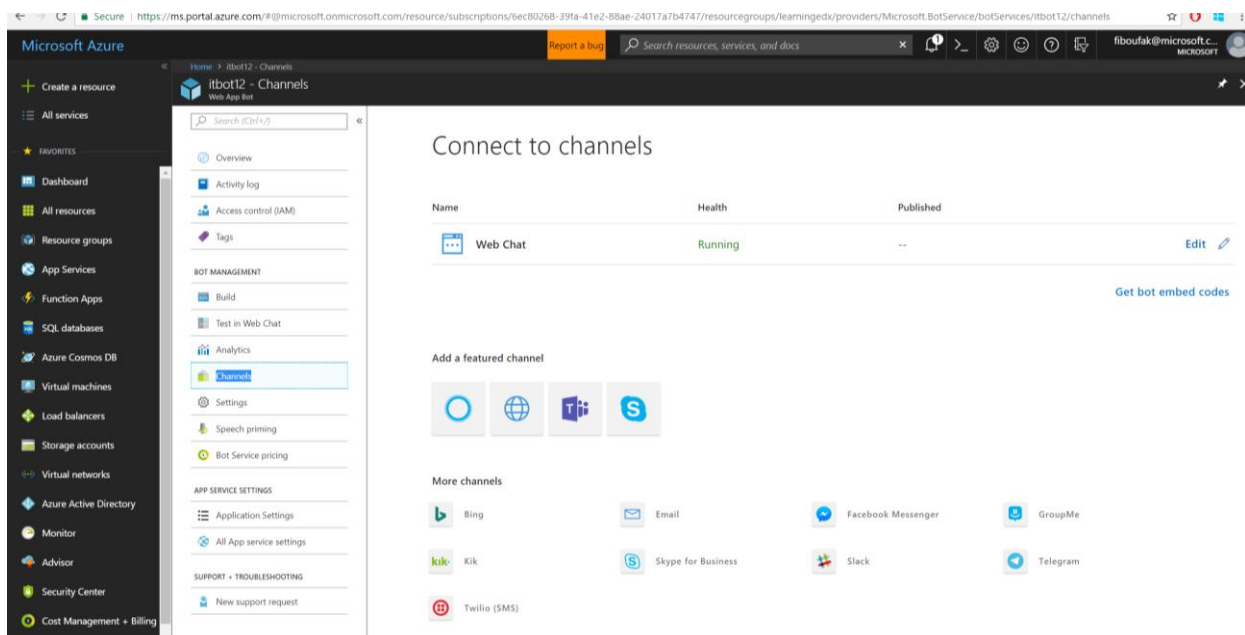 Secure | https://ms.portal.azure.com/#@microsoft.onmicrosoft.com/resource/subscriptions/6ec80268-39fa-41e2-88ae-24017a7b4747/resourcegroups/learningedx/providers/Microsoft.BotService/botServices/itbot12/channels
Microsoft Azure
Report a bug
Search resources, services, and docs
1
fiboufak@microsoft.c...
MICROSOFT
Create a resource
All services
FAVORITES
Dashboard
All resources
Resource groups
App Services
Function Apps
SQL databases
Azure Cosmos DB
Virtual machines
Load balancers
Storage accounts
Virtual networks
Azure Active Directory
Monitor
Advisor
Security Center
Cost Management + Billing
Home > itbot12 - Channels
itbot12 - Channels
Web App Bot
Search (Ctrl+/)
Overview
Activity log
Access control (IAM)
Tags
BOT MANAGEMENT
Build
Test in Web Chat
Analytics
Channels
Settings
Speech priming
Bot Service pricing
APP SERVICE SETTINGS
Application Settings
All App service settings
SUPPORT + TROUBLESHOOTING
New support request
Connect to channels
Name Health Published
Web Chat Running -- Edit
Get bot embed codes
Add a featured channel
More channels
Bing Email Facebook Messenger GroupMe
kik Kik Skype for Business Slack Telegram
Twilio (SMS)